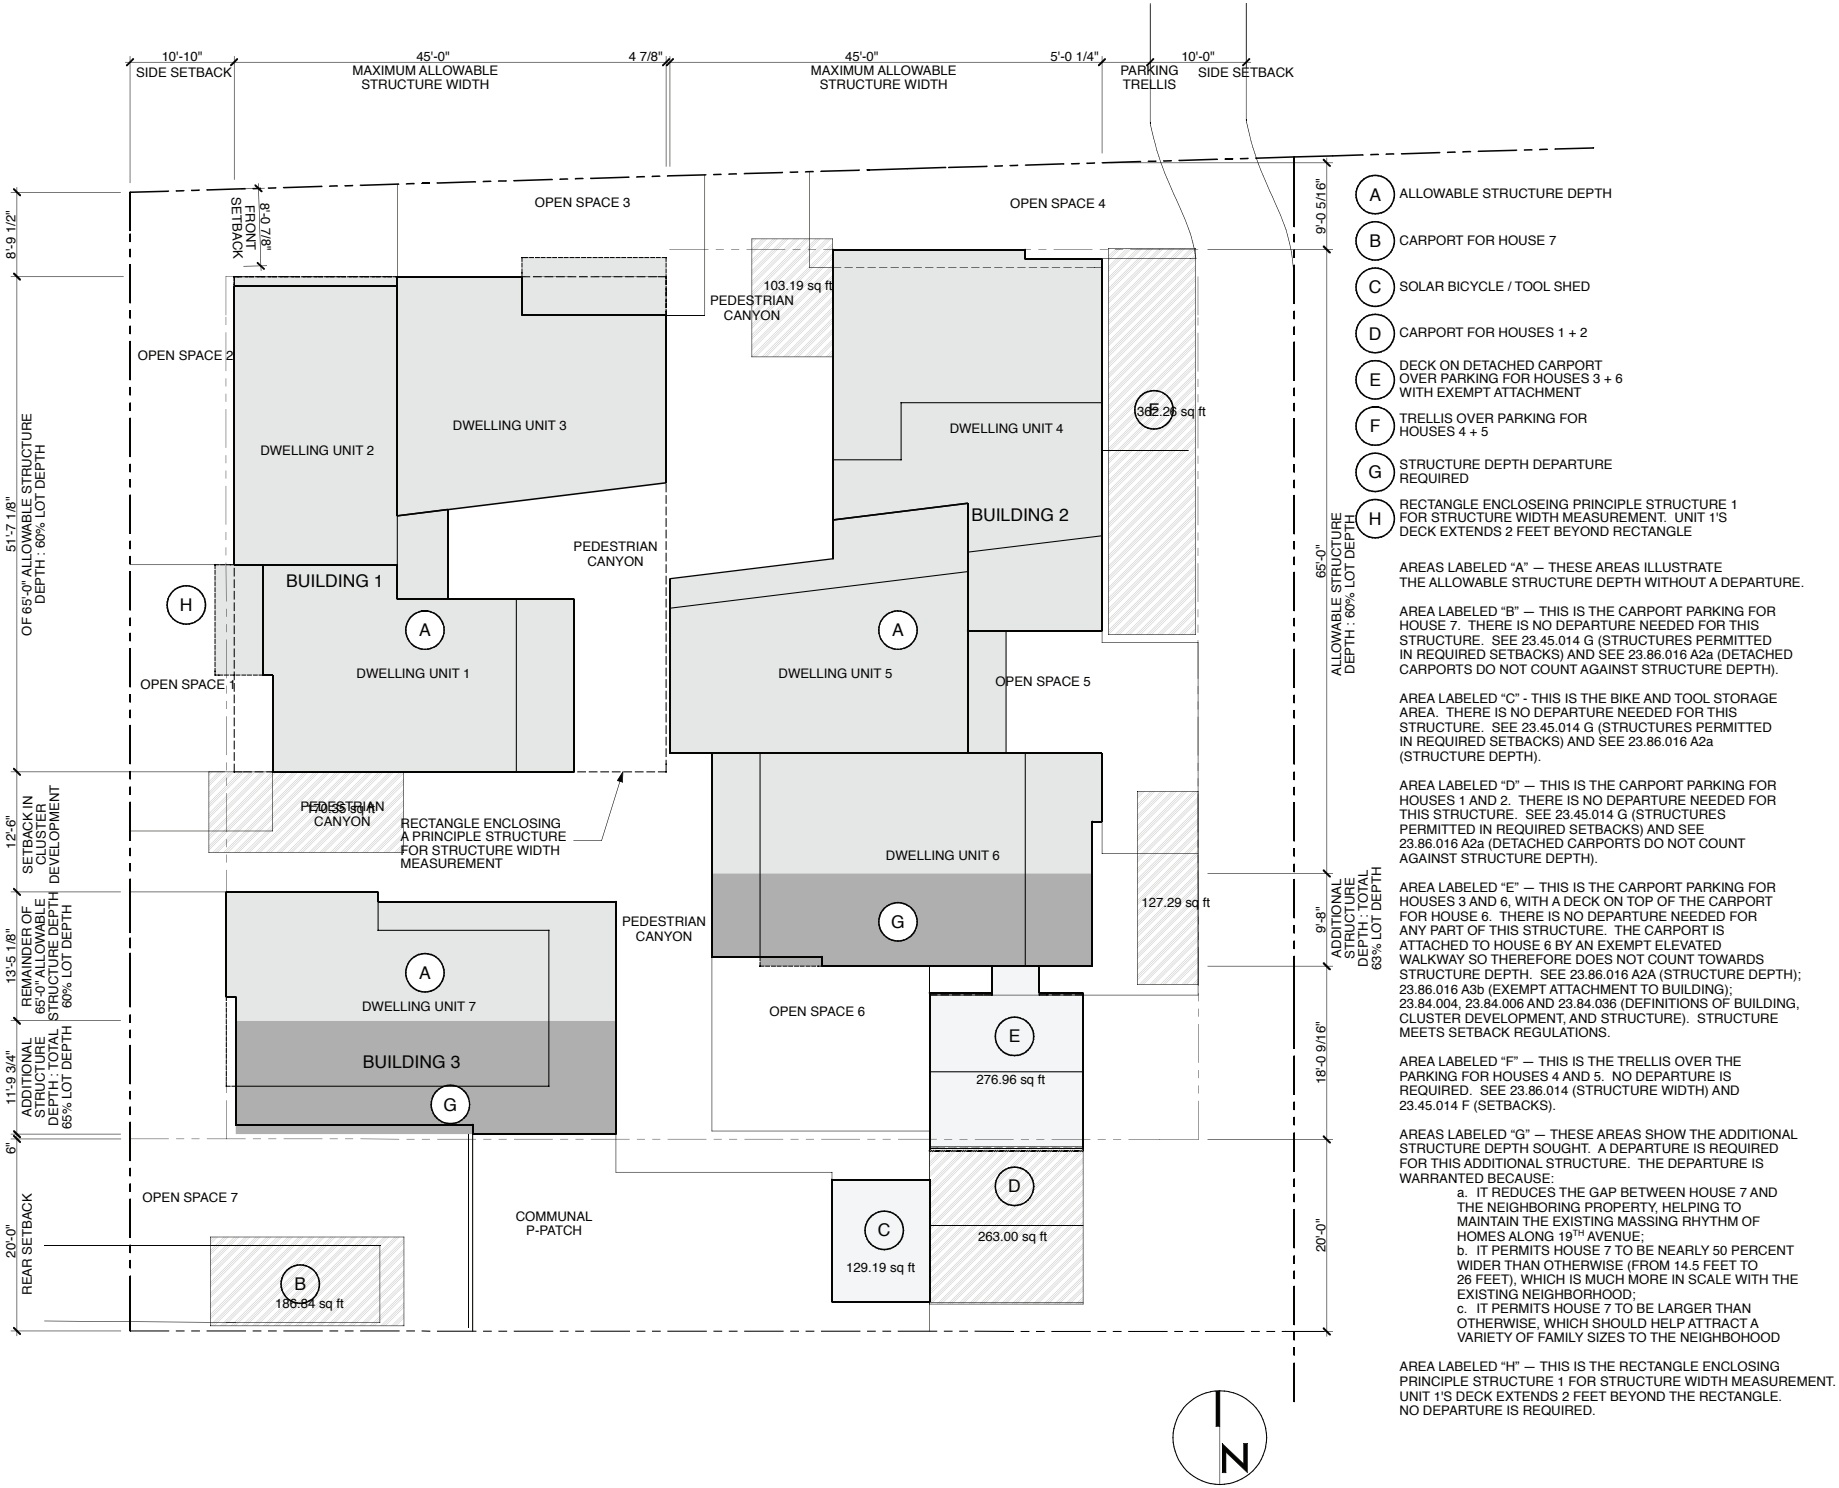 10'-10"
SIDE SETBACK
45'-0"
MAXIMUM ALLOWABLE
STRUCTURE WIDTH
4 7/8"
45'-0"
MAXIMUM ALLOWABLE
STRUCTURE WIDTH
5'-0 1/4"
PARKING
TRELLIS
10'-0"
SIDE SETBACK
8'-9 1/2"
8'-0 7/8"
FRONT
SETBACK
OPEN SPACE 3
OPEN SPACE 4
9'-0 5/16"
103.19 sq ft
PEDESTRIAN
CANYON
OPEN SPACE 2
DWELLING UNIT 2
DWELLING UNIT 3
DWELLING UNIT 4
F
362.26 sq ft
51'-7 1/8"
OF 65'-0" ALLOWABLE STRUCTURE
DEPTH : 60% LOT DEPTH
BUILDING 2
PEDESTRIAN
CANYON
BUILDING 1
H
A
A
65'-0"
ALLOWABLE STRUCTURE
DEPTH : 60% LOT DEPTH
DWELLING UNIT 1
DWELLING UNIT 5
OPEN SPACE 1
OPEN SPACE 5
PEDESTRIAN
CANYON
170.35 sq ft
RECTANGLE ENCLOSING
A PRINCIPLE STRUCTURE
FOR STRUCTURE WIDTH
MEASUREMENT
12'-6"
SETBACK IN
CLUSTER
DEVELOPMENT
DWELLING UNIT 6
PEDESTRIAN
CANYON
G
127.29 sq ft
9'-8"
ADDITIONAL
STRUCTURE
DEPTH : TOTAL
63% LOT DEPTH
13'-5 1/8"
REMAINDER OF
65'-0" ALLOWABLE
STRUCTURE DEPTH
60% LOT DEPTH
A
DWELLING UNIT 7
OPEN SPACE 6
E
276.96 sq ft
18'-0 9/16"
BUILDING 3
G
11'-9 3/4"
ADDITIONAL
STRUCTURE
DEPTH : TOTAL
65% LOT DEPTH
6"
OPEN SPACE 7
COMMUNAL
P-PATCH
D
263.00 sq ft
C
129.19 sq ft
20'-0"
REAR SETBACK
20'-0"
B
186.84 sq ft
N
A
ALLOWABLE STRUCTURE DEPTH
B
CARPORT FOR HOUSE 7
C
SOLAR BICYCLE / TOOL SHED
D
CARPORT FOR HOUSES 1 + 2
E
DECK ON DETACHED CARPORT
OVER PARKING FOR HOUSES 3 + 6
WITH EXEMPT ATTACHMENT
F
TRELLIS OVER PARKING FOR
HOUSES 4 + 5
G
STRUCTURE DEPTH DEPARTURE
REQUIRED
H
RECTANGLE ENCLOSEING PRINCIPLE STRUCTURE 1
FOR STRUCTURE WIDTH MEASUREMENT. UNIT 1'S
DECK EXTENDS 2 FEET BEYOND RECTANGLE
AREAS LABELED “A” — THESE AREAS ILLUSTRATE
THE ALLOWABLE STRUCTURE DEPTH WITHOUT A DEPARTURE.
AREA LABELED “B” — THIS IS THE CARPORT PARKING FOR
HOUSE 7. THERE IS NO DEPARTURE NEEDED FOR THIS
STRUCTURE. SEE 23.45.014 G (STRUCTURES PERMITTED
IN REQUIRED SETBACKS) AND SEE 23.86.016 A2a (DETACHED
CARPORTS DO NOT COUNT AGAINST STRUCTURE DEPTH).
AREA LABELED “C” - THIS IS THE BIKE AND TOOL STORAGE
AREA. THERE IS NO DEPARTURE NEEDED FOR THIS
STRUCTURE. SEE 23.45.014 G (STRUCTURES PERMITTED
IN REQUIRED SETBACKS) AND SEE 23.86.016 A2a
(STRUCTURE DEPTH).
AREA LABELED “D” — THIS IS THE CARPORT PARKING FOR
HOUSES 1 AND 2. THERE IS NO DEPARTURE NEEDED FOR
THIS STRUCTURE. SEE 23.45.014 G (STRUCTURES
PERMITTED IN REQUIRED SETBACKS) AND SEE
23.86.016 A2a (DETACHED CARPORTS DO NOT COUNT
AGAINST STRUCTURE DEPTH).
AREA LABELED “E” — THIS IS THE CARPORT PARKING FOR
HOUSES 3 AND 6, WITH A DECK ON TOP OF THE CARPORT
FOR HOUSE 6. THERE IS NO DEPARTURE NEEDED FOR
ANY PART OF THIS STRUCTURE. THE CARPORT IS
ATTACHED TO HOUSE 6 BY AN EXEMPT ELEVATED
WALKWAY SO THEREFORE DOES NOT COUNT TOWARDS
STRUCTURE DEPTH. SEE 23.86.016 A2A (STRUCTURE DEPTH);
23.86.016 A3b (EXEMPT ATTACHMENT TO BUILDING);
23.84.004, 23.84.006 AND 23.84.036 (DEFINITIONS OF BUILDING,
CLUSTER DEVELOPMENT, AND STRUCTURE). STRUCTURE
MEETS SETBACK REGULATIONS.
AREA LABELED “F” — THIS IS THE TRELLIS OVER THE
PARKING FOR HOUSES 4 AND 5. NO DEPARTURE IS
REQUIRED. SEE 23.86.014 (STRUCTURE WIDTH) AND
23.45.014 F (SETBACKS).
AREAS LABELED “G” — THESE AREAS SHOW THE ADDITIONAL
STRUCTURE DEPTH SOUGHT. A DEPARTURE IS REQUIRED
FOR THIS ADDITIONAL STRUCTURE. THE DEPARTURE IS
WARRANTED BECAUSE:
a. IT REDUCES THE GAP BETWEEN HOUSE 7 AND
THE NEIGHBORING PROPERTY, HELPING TO
MAINTAIN THE EXISTING MASSING RHYTHM OF
HOMES ALONG 19TH AVENUE;
b. IT PERMITS HOUSE 7 TO BE NEARLY 50 PERCENT
WIDER THAN OTHERWISE (FROM 14.5 FEET TO
26 FEET), WHICH IS MUCH MORE IN SCALE WITH THE
EXISTING NEIGHBORHOOD;
c. IT PERMITS HOUSE 7 TO BE LARGER THAN
OTHERWISE, WHICH SHOULD HELP ATTRACT A
VARIETY OF FAMILY SIZES TO THE NEIGHBOHOOD
AREA LABELED “H” — THIS IS THE RECTANGLE ENCLOSING
PRINCIPLE STRUCTURE 1 FOR STRUCTURE WIDTH MEASUREMENT.
UNIT 1'S DECK EXTENDS 2 FEET BEYOND THE RECTANGLE.
NO DEPARTURE IS REQUIRED.